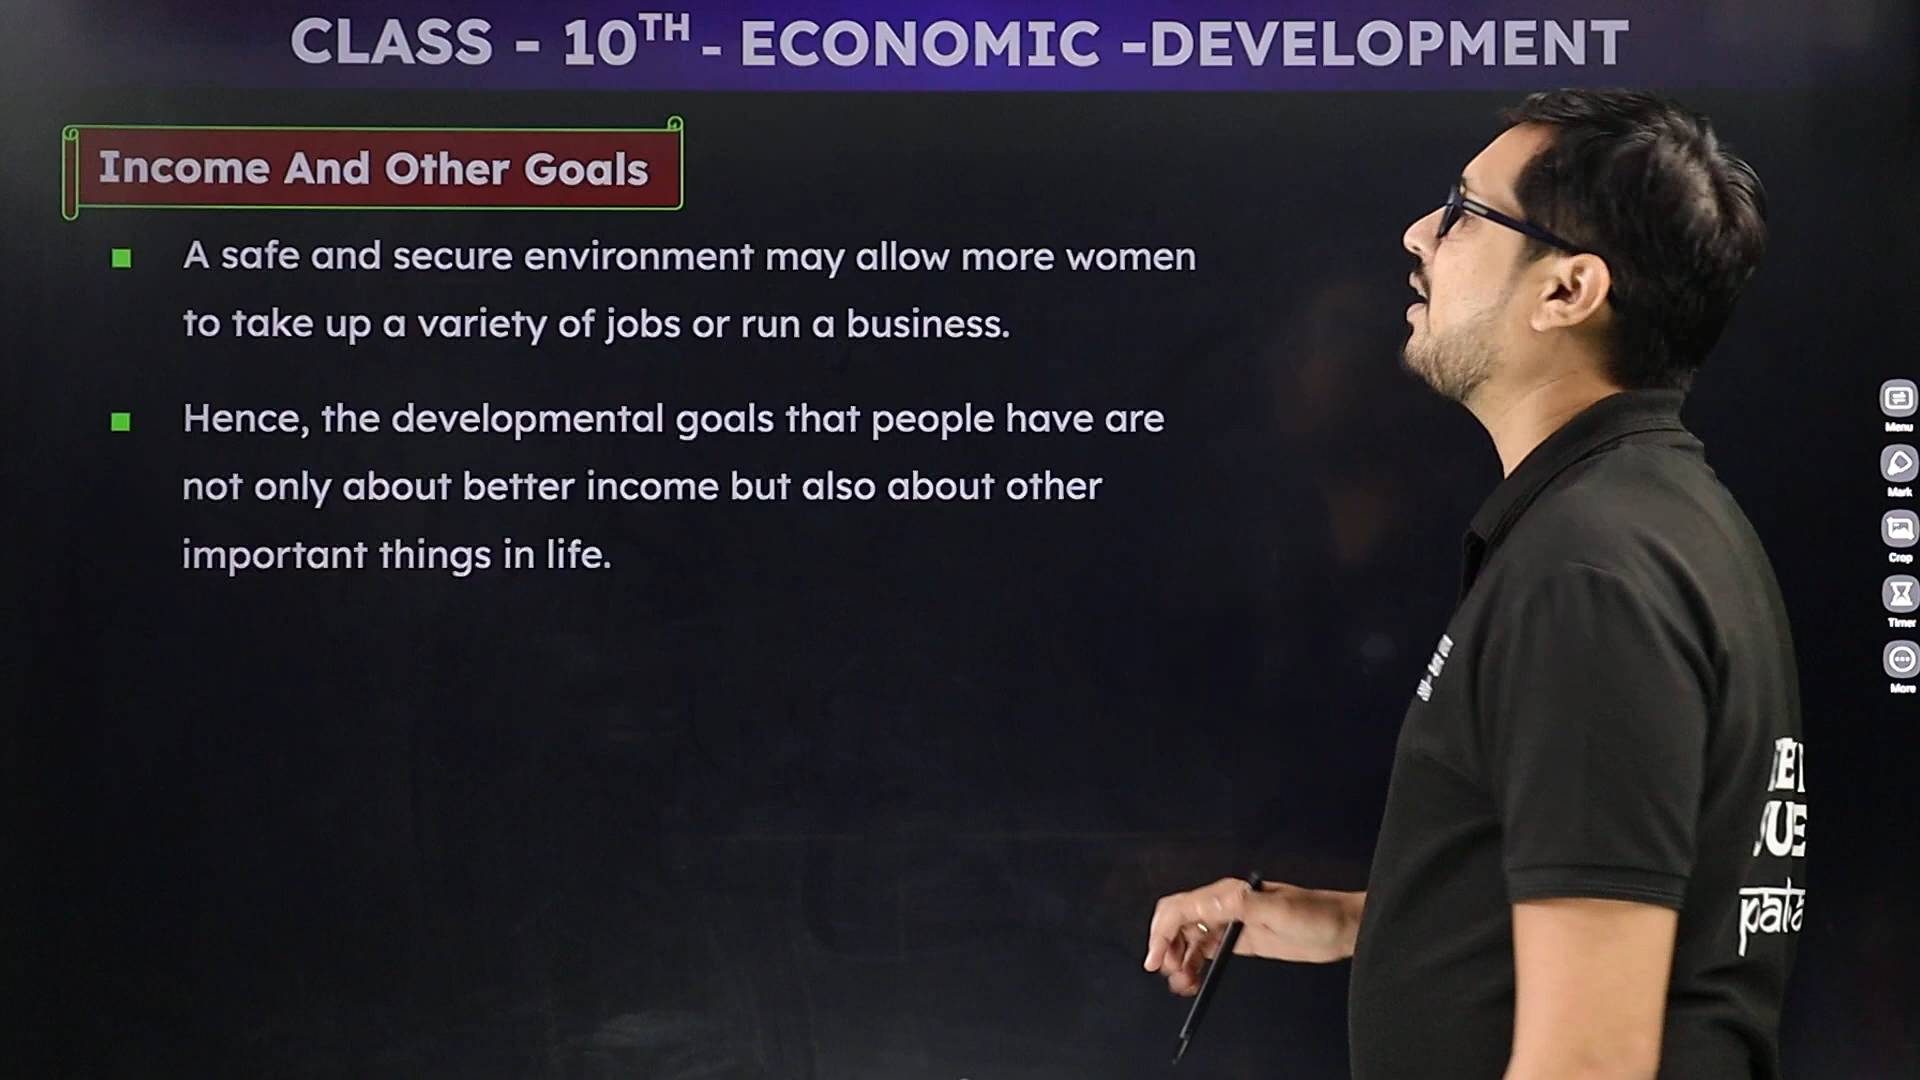 CLASS - 10TH - ECONOMIC -DEVELOPMENT
Income And Other Goals
A safe and secure environment may allow more women
to take up a variety of jobs or run a business.
Hence, the developmental goals that people have are
not only about better income but also about other
important things in life.
Menu
Mark
Crop
Timer
More